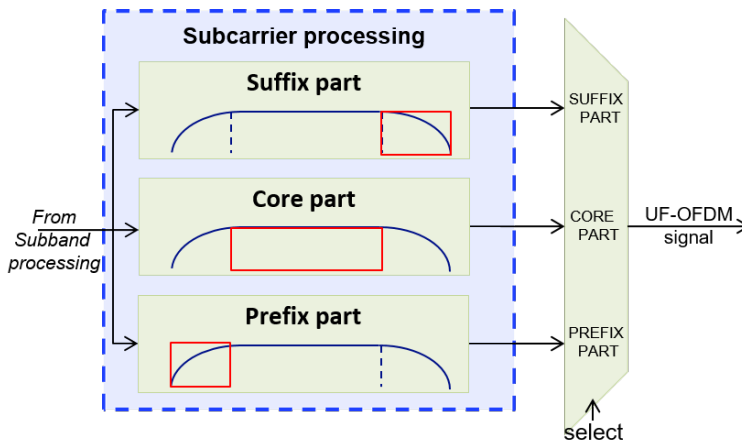 Subcarrier processing
Suffix part
Core part
Prefix part
From
Subband
processing
SUFFIX
PART
CORE
PART
PREFIX
PART
UF-OFDM
signal
select